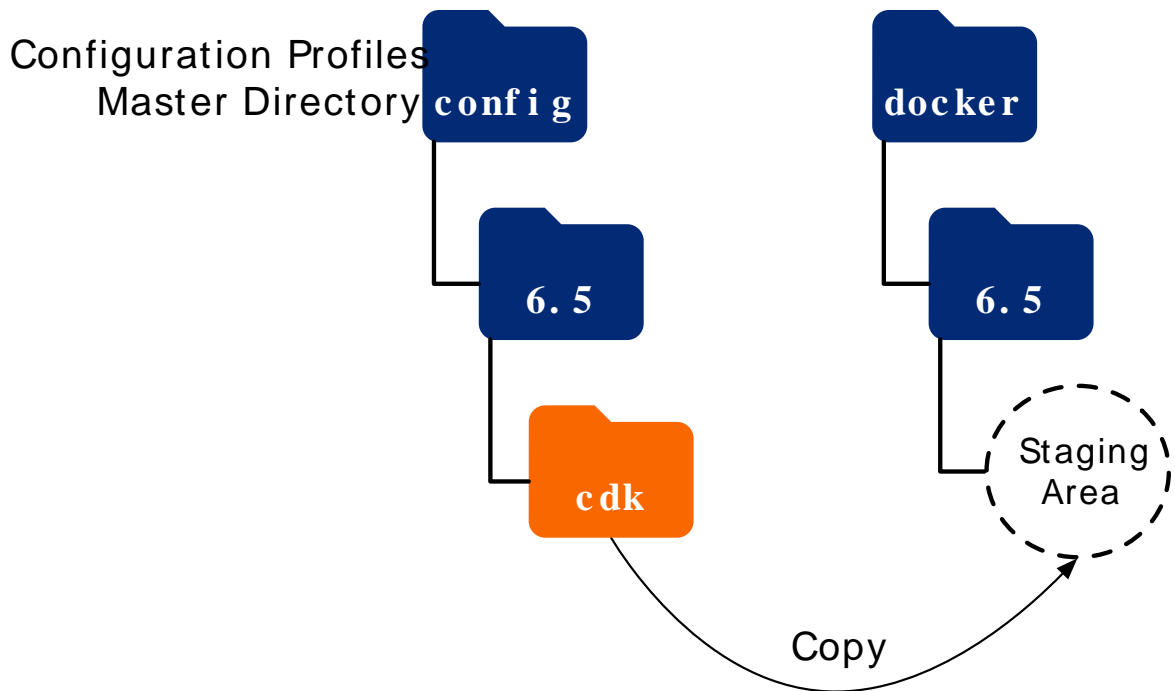 Configuration Profiles
Master Directory
config
docker
6.5
6.5
cdk
Staging
Area
Copy